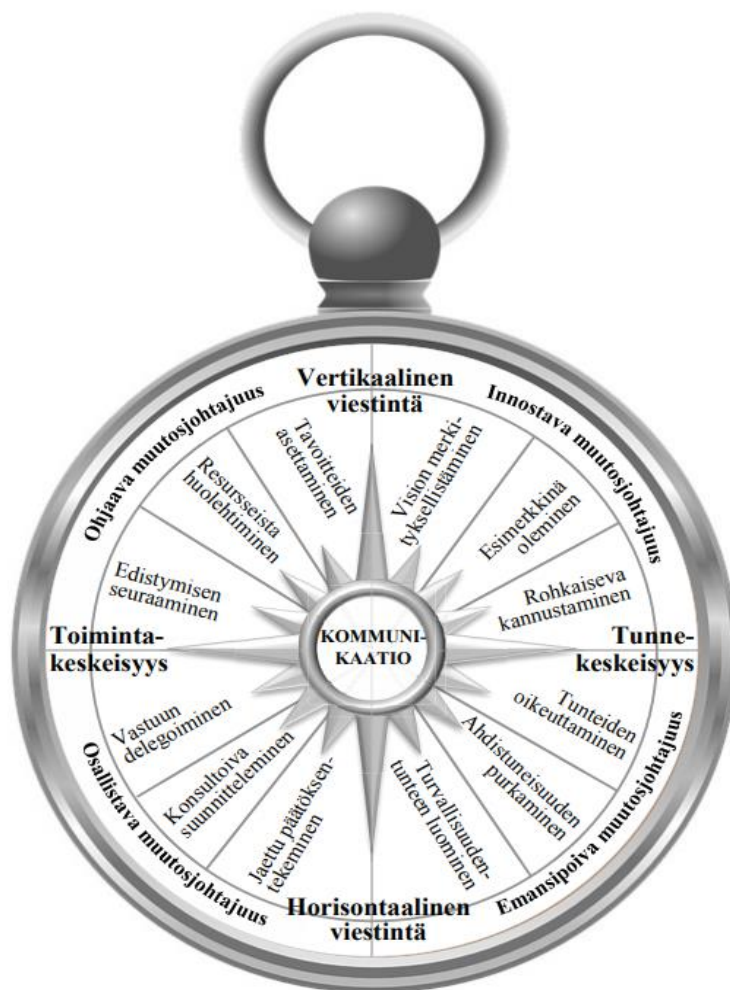 Vertikaalinen
viestintä
Innostava muutosjohtajuus
Vision merki-
tyksellistäminen
Esimerkkinä
oleminen
Rohkaiseva
kannustaminen
Tunne-
keskeisyys
Tunteiden
oikeuttaminen
Ahdistuneisuuden
purkaminen
Turvallisuuden-
tunteen luominen
Emansipoiva muutosjohtajuus
Horisontaalinen
viestintä
Osallistava muutosjohtajuus
Jaettu päätöksen-
tekeminen
Konsultoiva
suunnitteleminen
Vastuun
delegoiminen
Toiminta-
keskeisyys
Edistymisen
seuraaminen
Resursseista
huolehtiminen
Tavoitteiden
asettaminen
Ohjaava muutosjohtajuus
KOMMUNI-
KAATIO